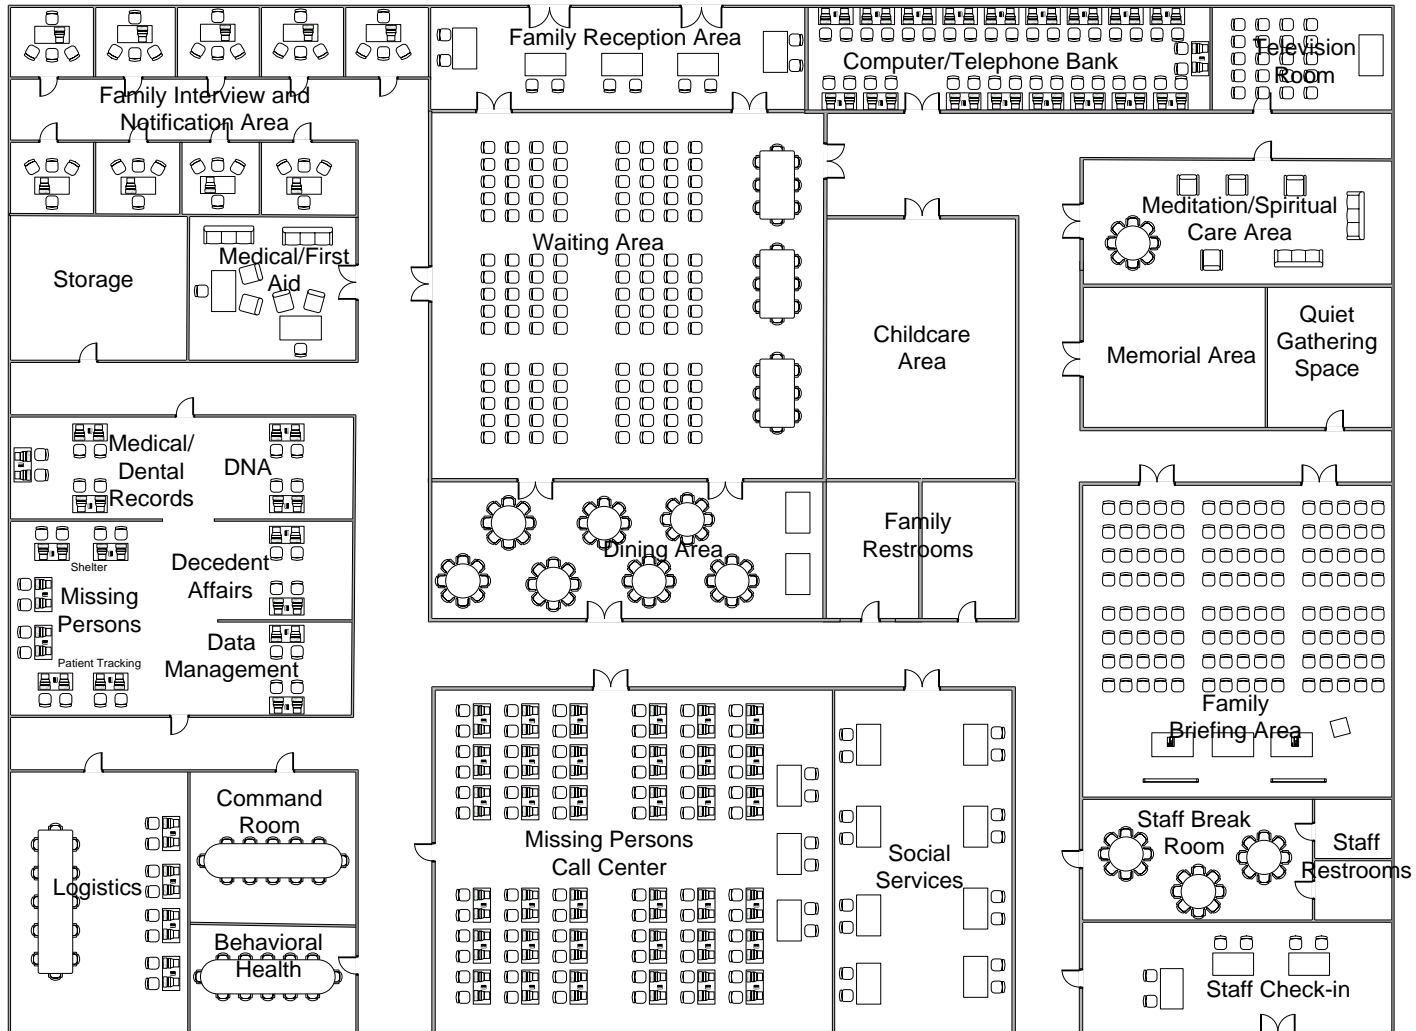 Family Reception Area
Computer/Telephone Bank
Television
Room
Family Interview and
Notification Area
Waiting Area
Meditation/Spiritual
Care Area
Storage
Medical/First
Aid
Childcare
Area
Memorial Area
Quiet
Gathering
Space
Medical/
Dental
Records
DNA
Family
Restrooms
Dining Area
Shelter
Missing
Persons
Patient Tracking
Decedent
Affairs
Data
Management
Family
Briefing Area
Command
Room
Logistics
Behavioral
Health
Missing Persons
Call Center
Social
Services
Staff Break
Room
Staff
Restrooms
Staff Check-in